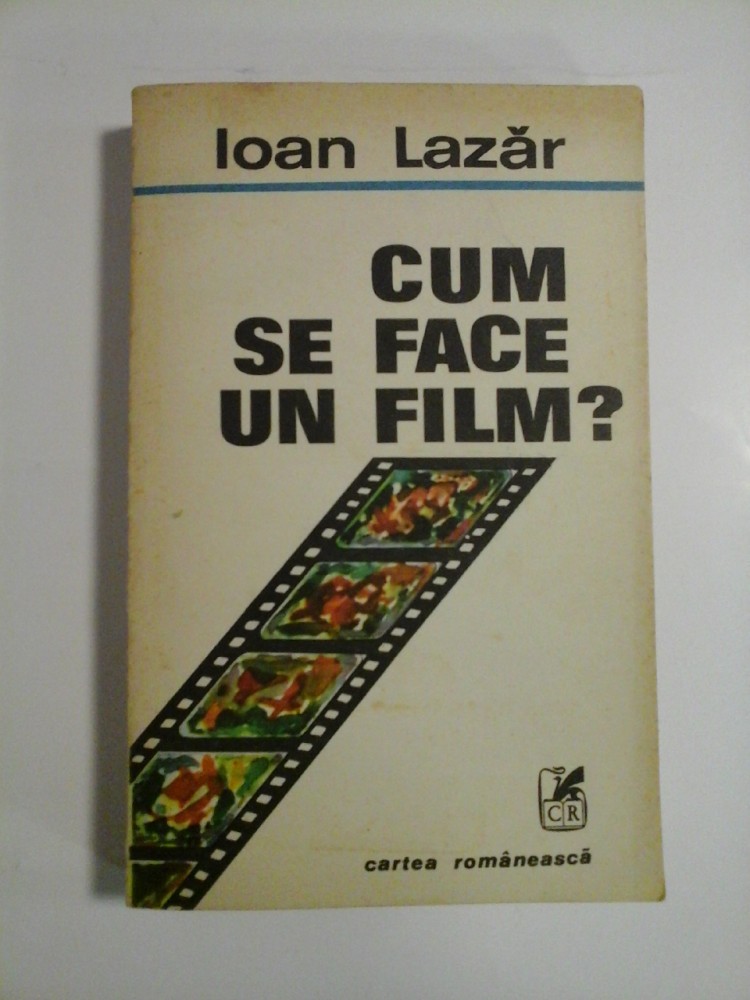 Ioan Lazăr
CUM
SE FACE
UN FILM?
CR
cartea românească